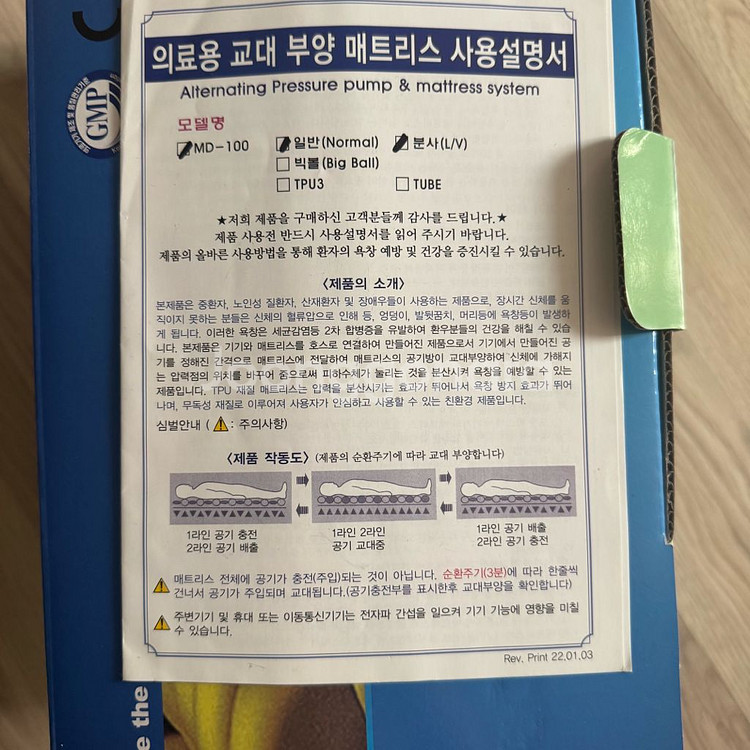 의료용 교대 부양 매트리스 사용설명서
Alternating Pressure pump & mattress system
모델명
MD-100 일반(Normal) 분사(L/V)
빅볼(Big Ball)
TPU3 TUBE
★저희 제품을 구매하신 고객분들께 감사를 드립니다.★
제품 사용전 반드시 사용설명서를 읽어 주시기 바랍니다.
제품의 올바른 사용방법을 통해 환자의 욕창 예방 및 건강을 증진시킬 수 있습니다.
<제품의 소개>
본제품은 중환자, 노인성 질환자, 산재환자 및 장애우들이 사용하는 제품으로, 장시간 신체를 움
직이지 못하는 분들은 신체의 혈류압으로 인해 등, 엉덩이, 발뒷꿈치, 머리등에 욕창등이 발생하
게 됩니다. 이러한 욕창은 세균감염등 2차 합병증을 유발하여 환우분들의 건강을 해칠 수 있습
니다. 본제품은 기기와 매트리스를 호스로 연결하여 만들어진 제품으로서 기기에서 만들어진 공
기를 정해진 간격으로 매트리스에 전달하여 매트리스의 공기방이 교대부양하여 신체에 가해지
는 압력점의 위치를 바꾸어 줌으로써 피하수체가 눌리는 것을 분산시켜 욕창을 예방할 수 있는
제품입니다. TPU 재질 매트리스는 압력을 분산시키는 효과가 뛰어나서 욕창 방지 효과가 뛰어
나며, 무독성 재질로 이루어져 사용자가 안심하고 사용할 수 있는 친환경 제품입니다.
심벌안내 ( ⚠ : 주의사항)
<제품 작동도> (제품의 순환주기에 따라 교대 부양합니다)
1라인 공기 충전 1라인 2라인 1라인 공기 배출
2라인 공기 배출 공기 교대중 2라인 공기 충전
매트리스 전체에 공기가 충전(주입)되는 것이 아닙니다. 순환주기(3분)에 따라 한줄씩
건너서 공기가 주입되며 교대됩니다.(공기충전부를 표시한후 교대부양을 확인합니다)
주변기기 및 휴대 또는 이동통신기기는 전자파 간섭을 일으켜 기기 기능에 영향을 미칠
수 있습니다.
Rev. Print 22.01.03
GMP
e the